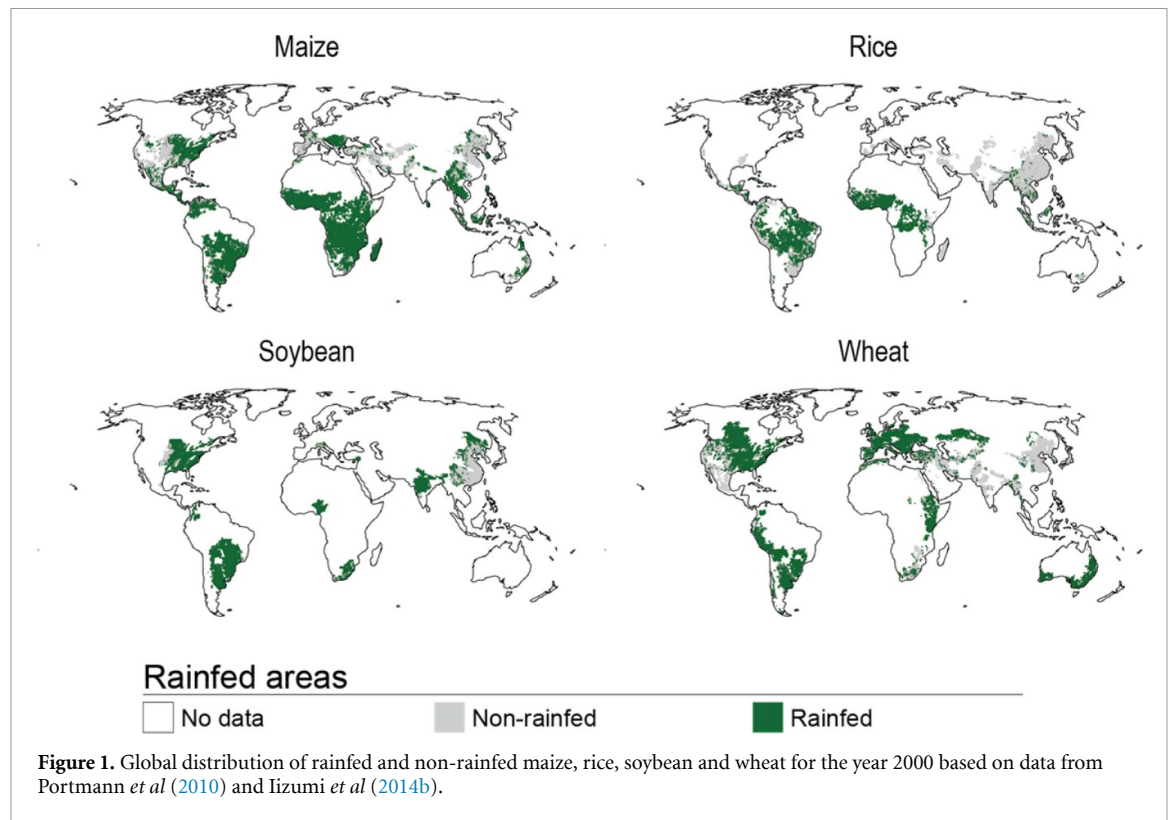 Maize
Rice
Soybean
Wheat
Rainfed areas
No data
Non-rainfed
Rainfed
Figure 1. Global distribution of rainfed and non-rainfed maize, rice, soybean and wheat for the year 2000 based on data from
Portmann et al (2010) and Iizumi et al (2014b).